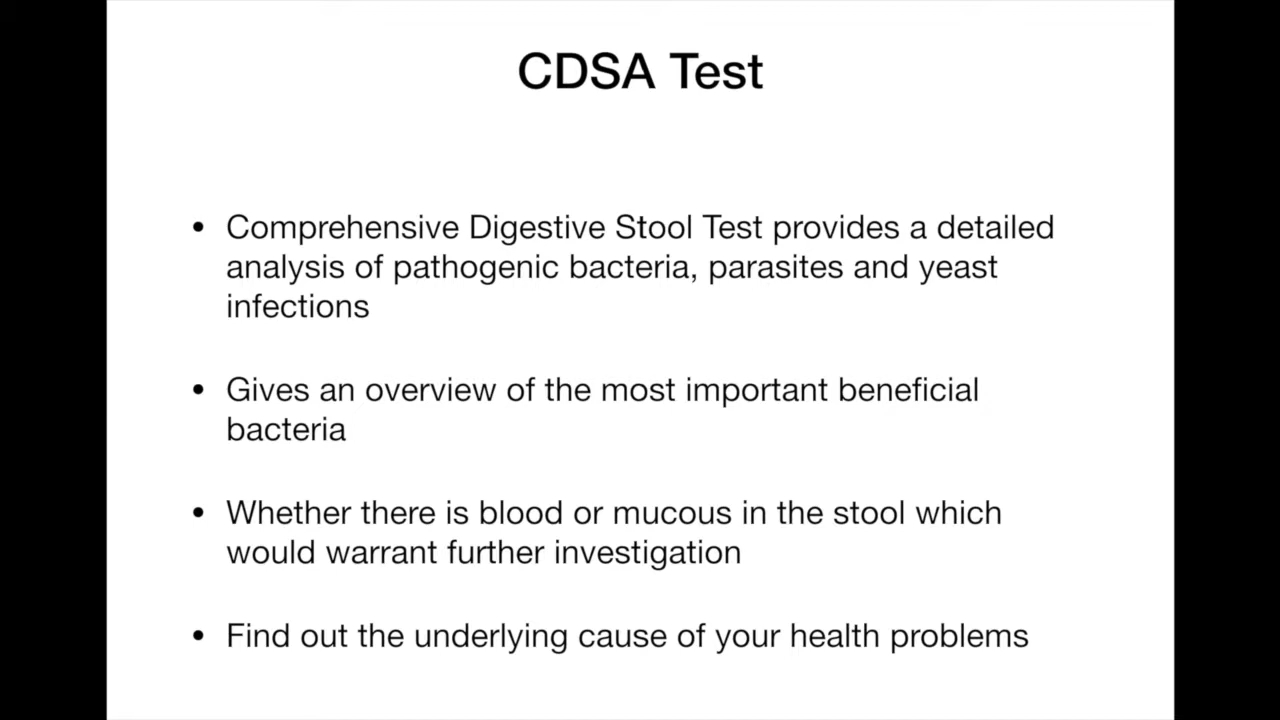 CDSA Test
• Comprehensive Digestive Stool Test provides a detailed
analysis of pathogenic bacteria, parasites and yeast
infections
• Gives an overview of the most important beneficial
bacteria
• Whether there is blood or mucous in the stool which
would warrant further investigation
• Find out the underlying cause of your health problems